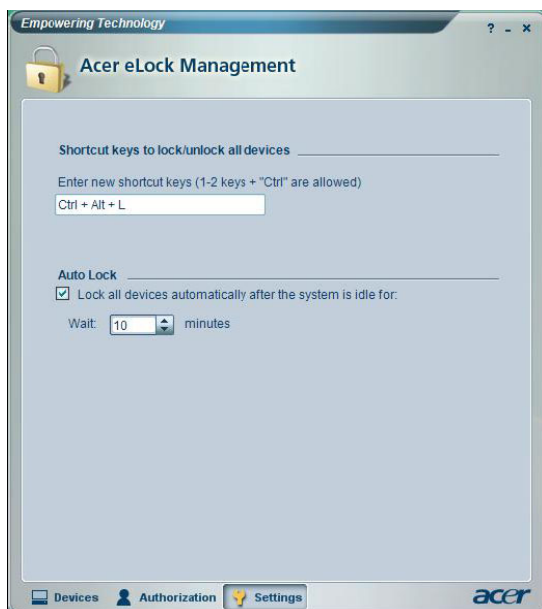 Empowering Technology
? - ×
Acer eLock Management
Shortcut keys to lock/unlock all devices
Enter new shortcut keys (1-2 keys + "Ctrl" are allowed)
Ctrl + Alt + L
Auto Lock
Lock all devices automatically after the system is idle for:
Wait: 10 minutes
Devices Authorization Settings acer